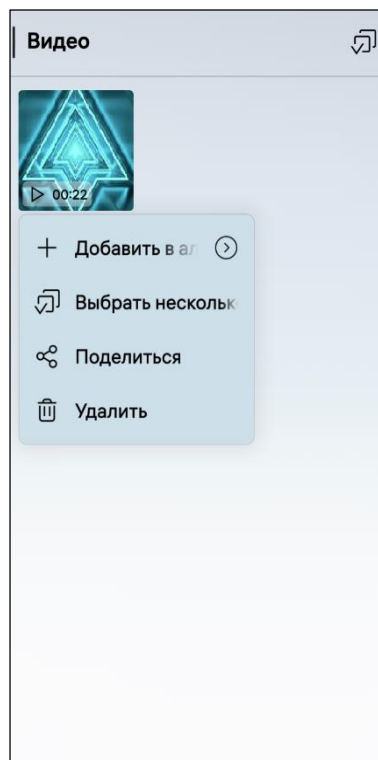 Видео
00:22
Добавить в ал
Выбрать нескольк
Поделиться
Удалить